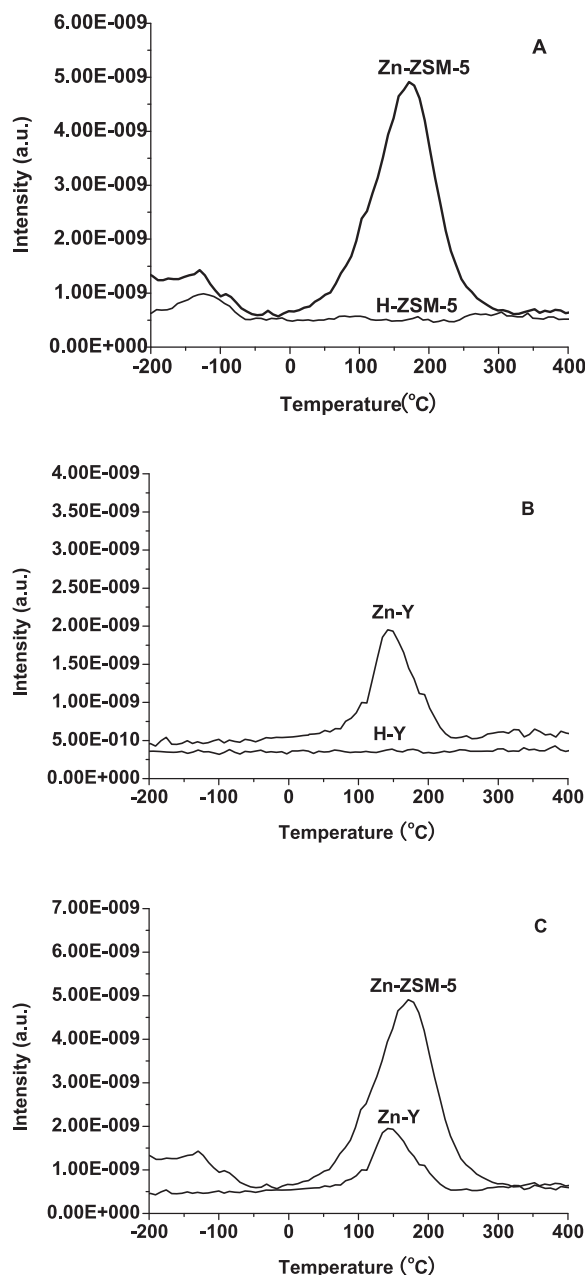 A
6.00E-009
5.00E-009
4.00E-009
3.00E-009
2.00E-009
1.00E-009
0.00E+000
Intensity (a.u.)
Zn-ZSM-5
H-ZSM-5
-200 -100 0 100 200 300 400
Temperature(°C)
B
4.00E-009
3.50E-009
3.00E-009
2.50E-009
2.00E-009
1.50E-009
1.00E-009
5.00E-010
0.00E+000
Intensity (a.u.)
Zn-Y
H-Y
-200 -100 0 100 200 300 400
Temperature (°C)
C
7.00E-009
6.00E-009
5.00E-009
4.00E-009
3.00E-009
2.00E-009
1.00E-009
0.00E+000
Intensity (a.u.)
Zn-ZSM-5
Zn-Y
-200 -100 0 100 200 300 400
Temperature (°C)